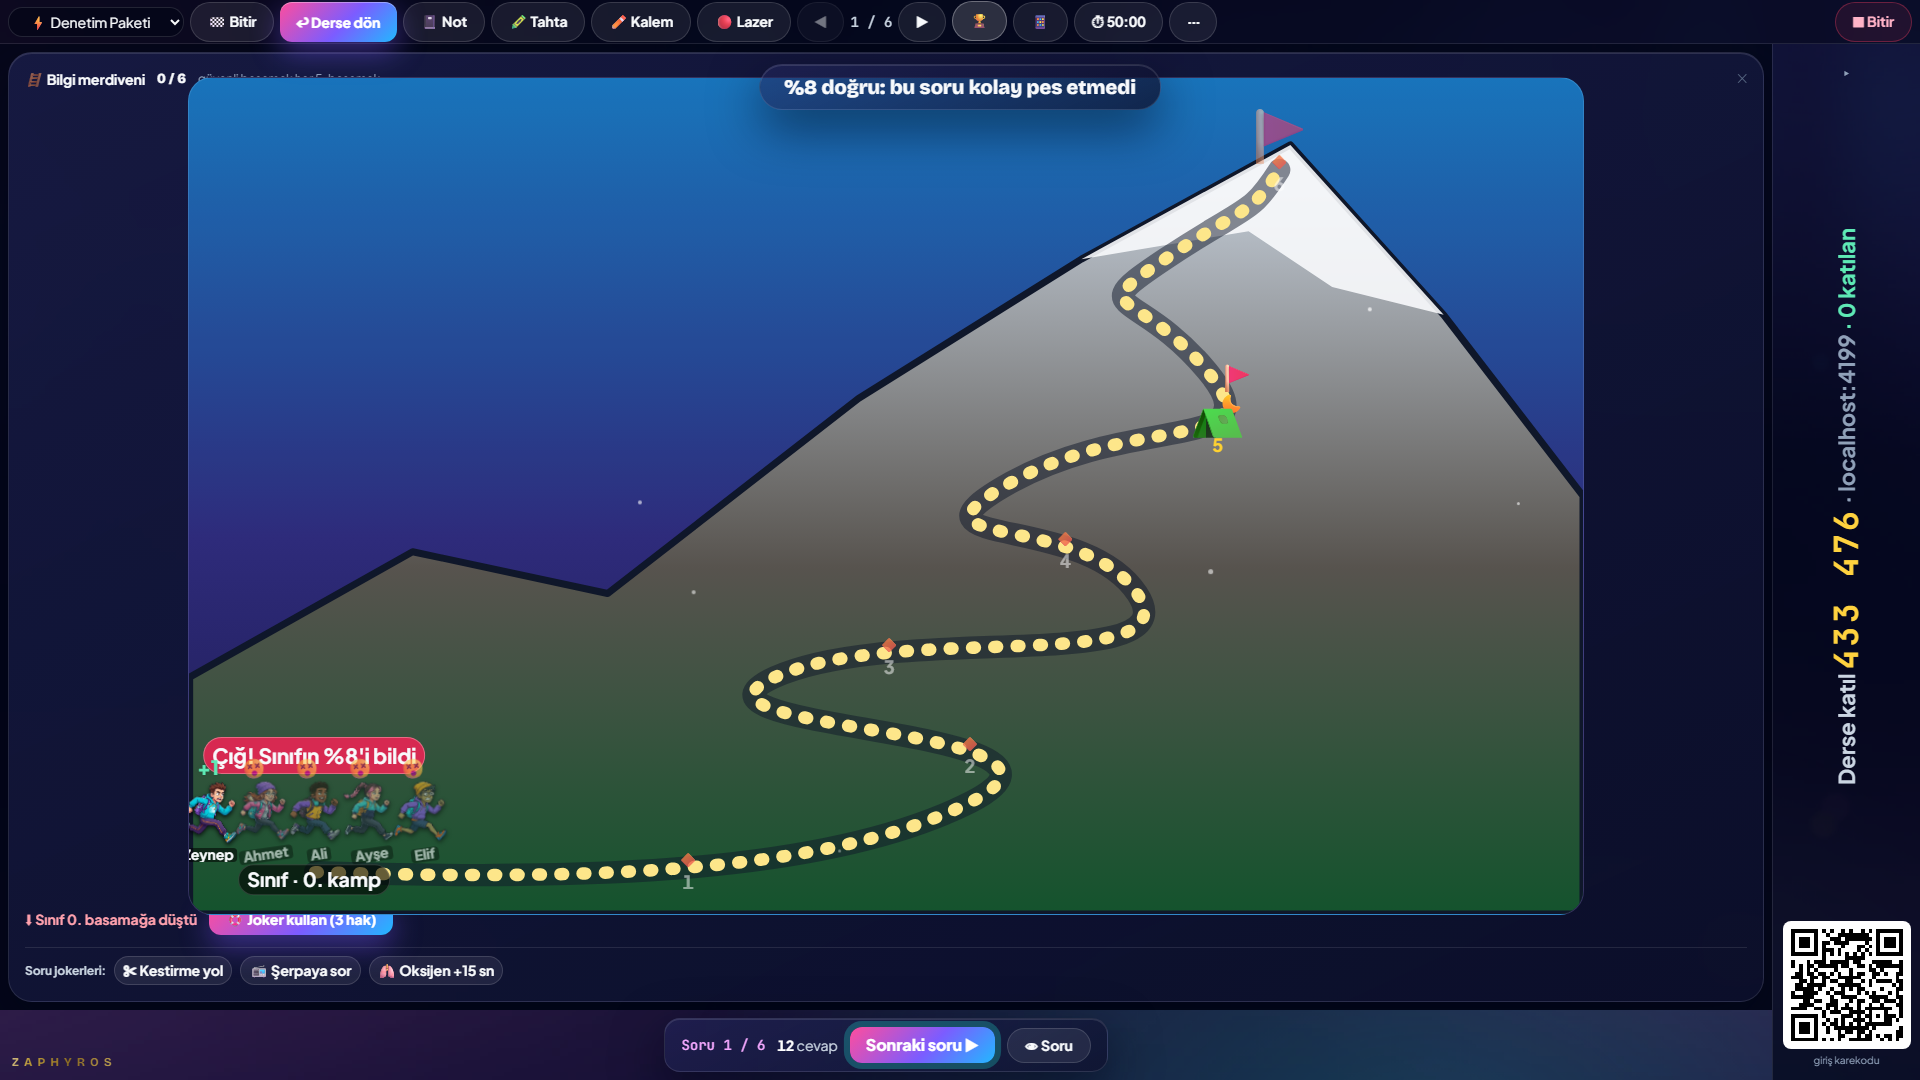 Denetim Paketi
Bitir
Derse dön
Not
Tahta
Kalem
Lazer
1 / 6
50:00
Bitir
Bilgi merdiveni 0 / 6
%8 doğru: bu soru kolay pes etmedi
6
5
4
3
2
1
Çığ! Sınıfın %8'i bildi
Ahmet
Ali
Ayşe
Elif
Sınıf · 0. kamp
Sınıf 0. basamağa düştü
Joker kullan (3 hak)
Soru jokerleri:
Kestirme yol
Şerpaya sor
Oksijen +15 sn
Soru 1 / 6 12 cevap
Sonraki soru
Soru
ZAPHYROS
Derse katıl 433 476 · localhost:4199 · 0 katılan
giriş karekodu